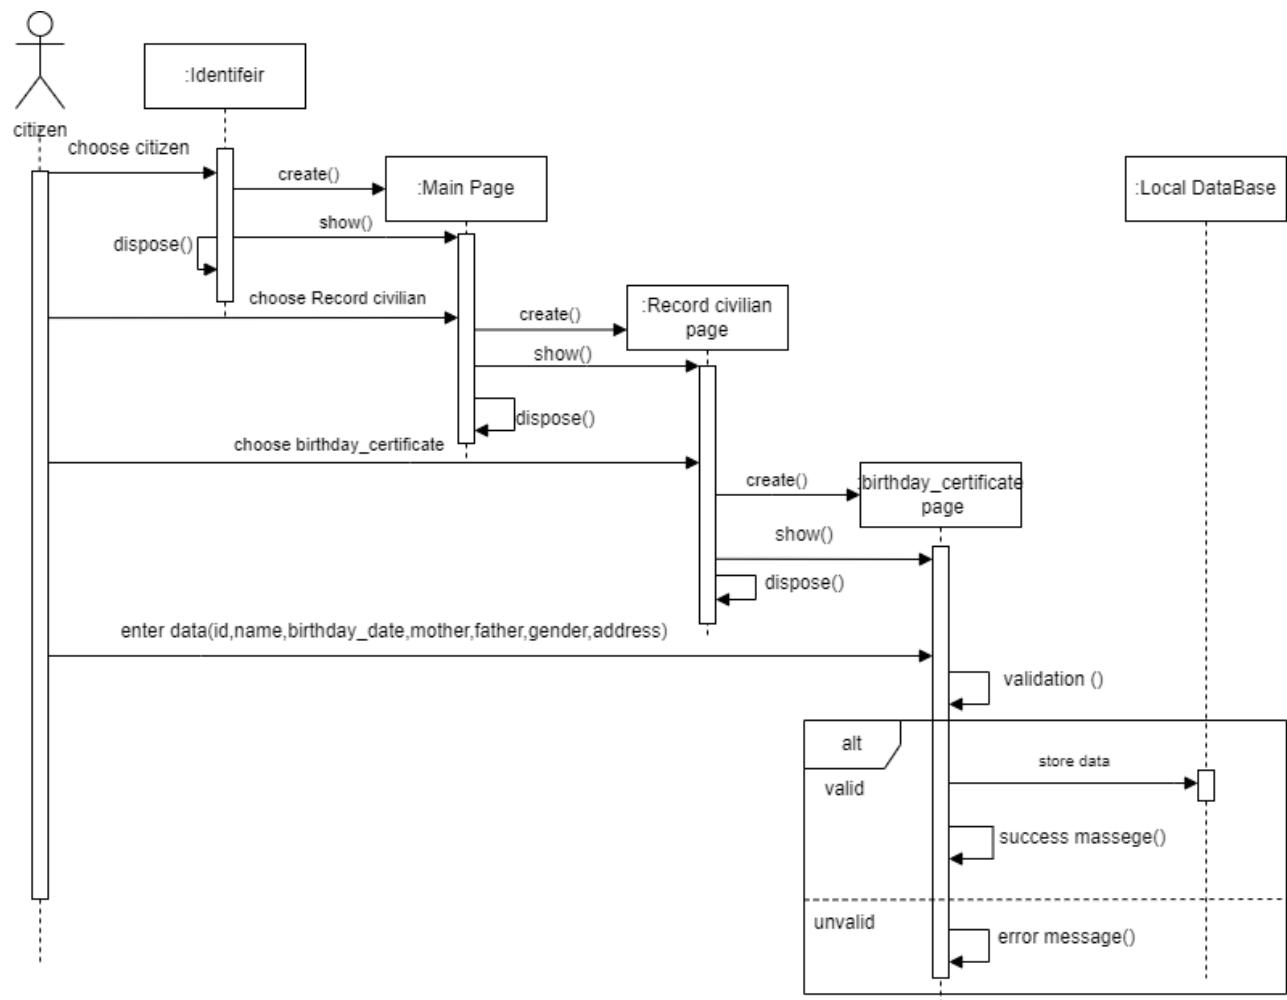 :Identifeir
citizen
choose citizen
create()
:Main Page
:Local DataBase
show()
dispose()
choose Record civilian
:Record civilian
page
create()
show()
dispose()
choose birthday_certificate
create()
:birthday_certificate
page
show()
dispose()
enter data(id,name,birthday_date,mother,father,gender,address)
validation ()
alt
store data
valid
success massege()
unvalid
error message()